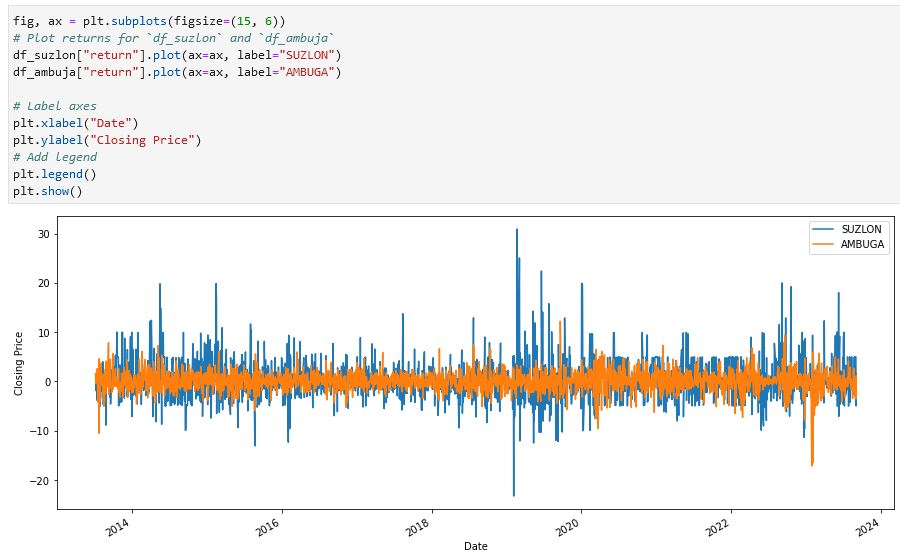 fig, ax = plt.subplots(figsize=(15, 6))
# Plot returns for `df_suzlon` and `df_ambuja`
df_suzlon["return"].plot(ax=ax, label="SUZLON")
df_ambuja["return"].plot(ax=ax, label="AMBUGA")

# Label axes
plt.xlabel("Date")
plt.ylabel("Closing Price")
# Add legend
plt.legend()
plt.show()
SUZLON
AMBUGA
30
20
10
0
−10
−20
Closing Price
2014
2016
2018
2020
2022
2024
Date